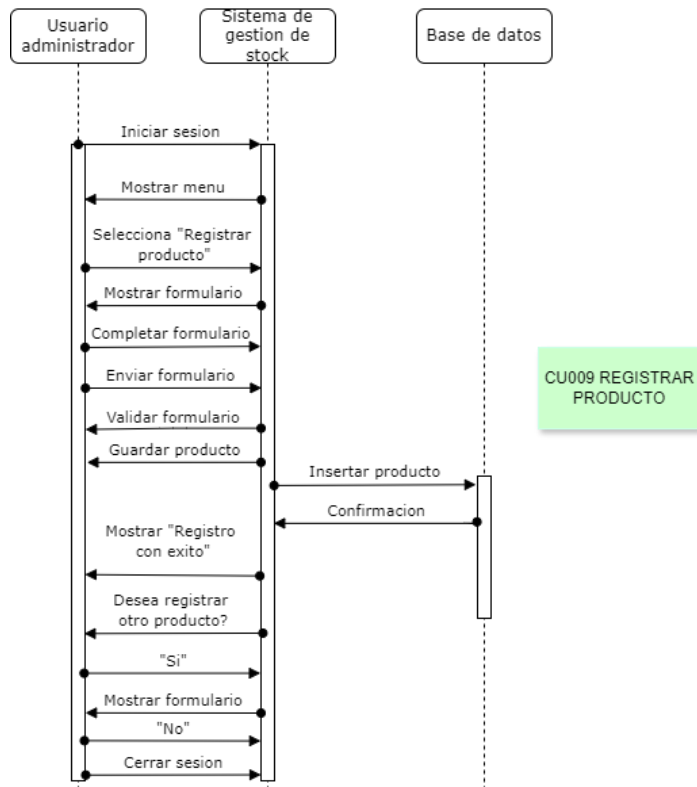 Usuario
administrador
Sistema de
gestion de
stock
Base de datos
Iniciar sesion
Mostrar menu
Selecciona "Registrar
producto"
Mostrar formulario
Completar formulario
Enviar formulario
Validar formulario
Guardar producto
Insertar producto
Confirmacion
Mostrar "Registro
con exito"
Desea registrar
otro producto?
"Si"
Mostrar formulario
"No"
Cerrar sesion
CU009 REGISTRAR
PRODUCTO